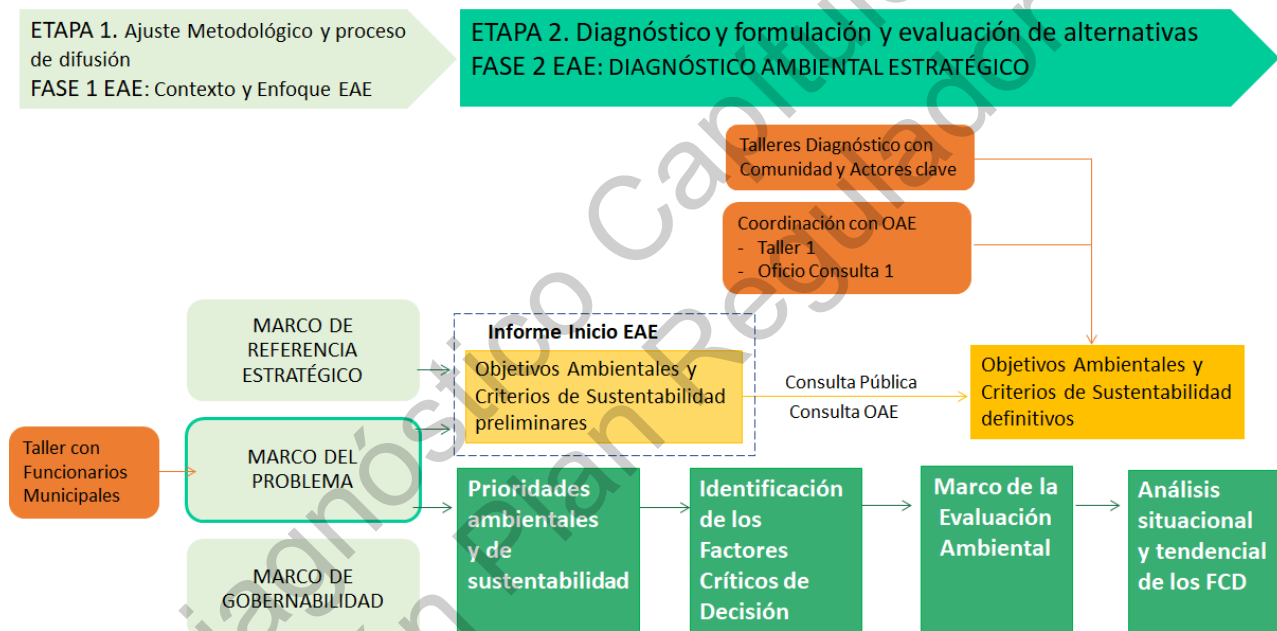 ETAPA 1. Ajuste Metodológico y proceso
de difusión
FASE 1 EAE: Contexto y Enfoque EAE
ETAPA 2. Diagnóstico y formulación y evaluación de alternativas
FASE 2 EAE: DIAGNÓSTICO AMBIENTAL ESTRATÉGICO
Talleres Diagnóstico con
Comunidad y Actores clave
Coordinación con OAE
- Taller 1
- Oficio Consulta 1
MARCO DE
REFERENCIA
ESTRATÉGICO
Informe Inicio EAE
Objetivos Ambientales y
Criterios de Sustentabilidad
preliminares
Consulta Pública
Consulta OAE
Objetivos Ambientales y
Criterios de Sustentabilidad
definitivos
Taller con
Funcionarios
Municipales
MARCO DEL
PROBLEMA
MARCO DE
GOBERNABILIDAD
Prioridades
ambientales
y de
sustentabilidad
Identificación
de los
Factores
Críticos de
Decisión
Marco de la
Evaluación
Ambiental
Análisis
situacional
y tendencial
de los FCD
Diagnóstico Capítulo
Plan Regulador